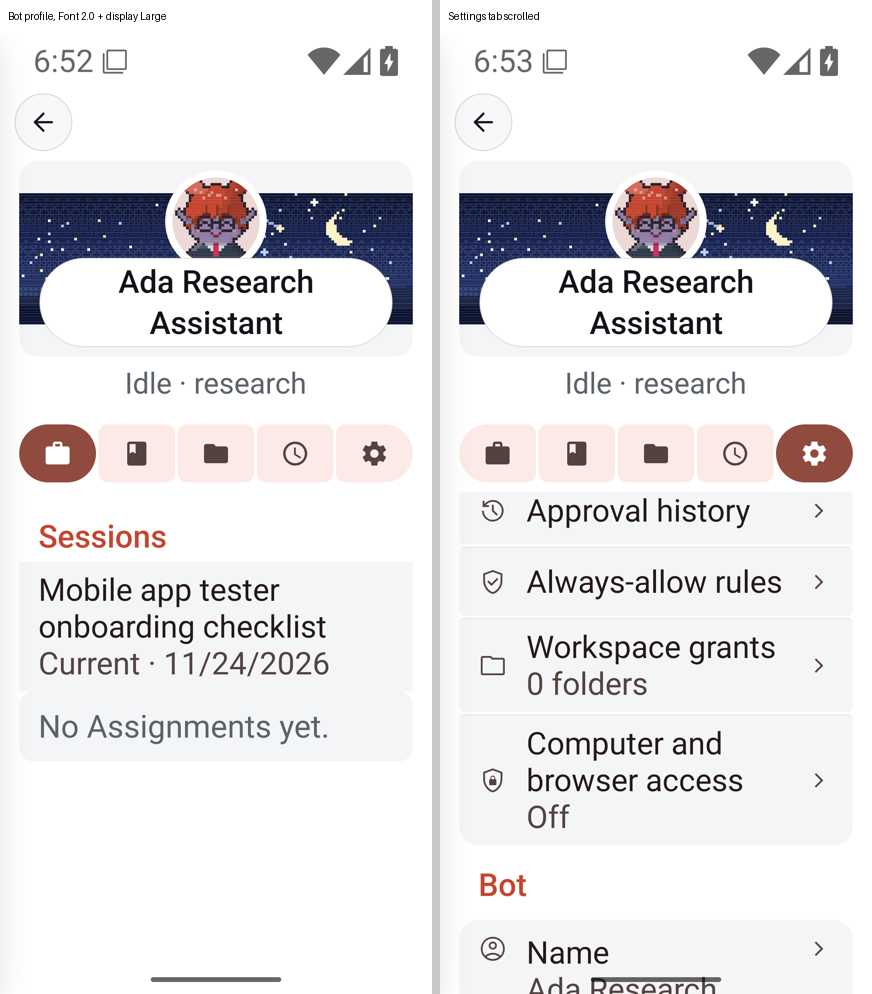 Bot profile, Font 2.0 + display Large
6:52
Ada Research
Assistant
Idle · research
Sessions
Mobile app tester
onboarding checklist
Current · 11/24/2026
No Assignments yet.
Settings tab scrolled
6:53
Ada Research
Assistant
Idle · research
Approval history
Always-allow rules
Workspace grants
0 folders
Computer and
browser access
Off
Bot
Name
Ada Research